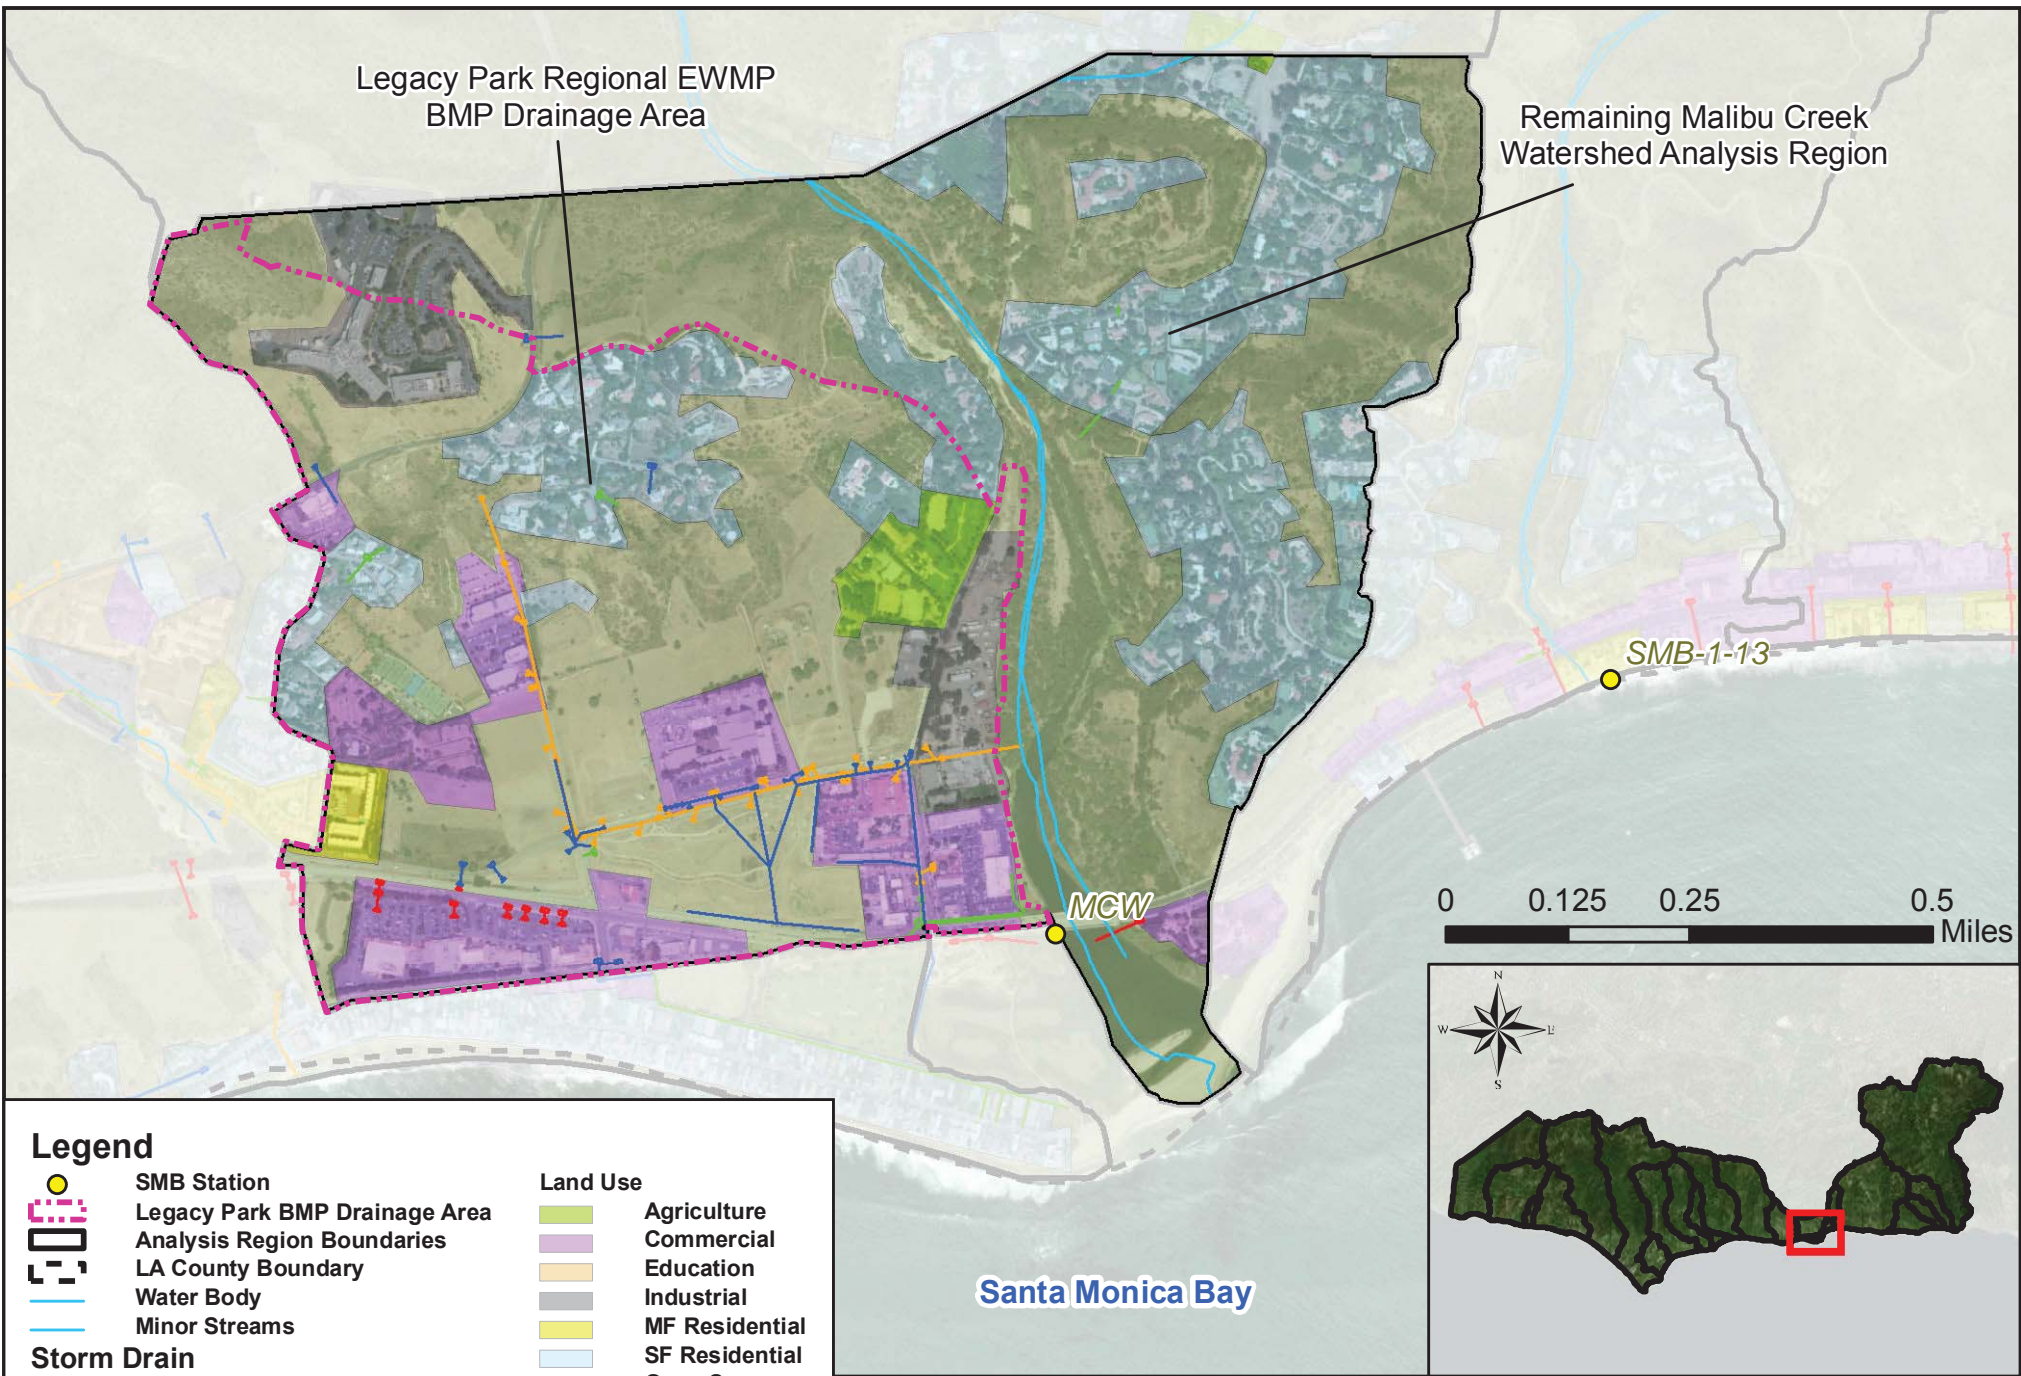 Legacy Park Regional EWMP
BMP Drainage Area
Remaining Malibu Creek
Watershed Analysis Region
SMB-1-13
MCW
0 0.125 0.25 0.5
Miles
Santa Monica Bay
N
W E
S
Legend
SMB Station
Legacy Park BMP Drainage Area
Analysis Region Boundaries
LA County Boundary
Water Body
Minor Streams
Storm Drain
Land Use
Agriculture
Commercial
Education
Industrial
MF Residential
SF Residential